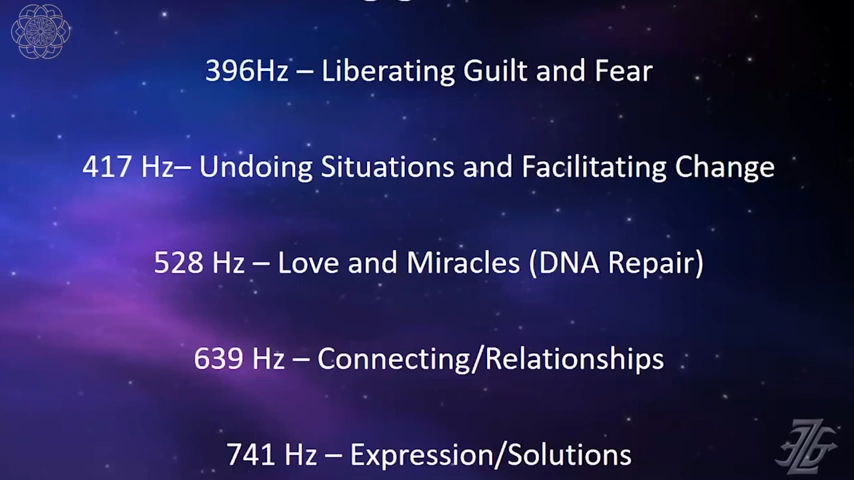 396Hz – Liberating Guilt and Fear
417 Hz– Undoing Situations and Facilitating Change
528 Hz – Love and Miracles (DNA Repair)
639 Hz – Connecting/Relationships
741 Hz – Expression/Solutions